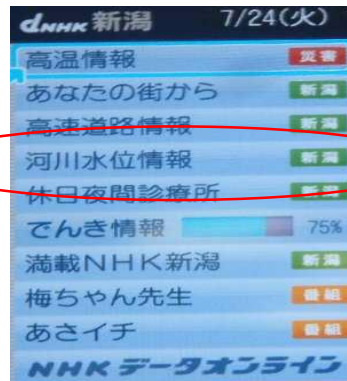 dNHK 新潟 7/24(火)
高温情報 災害
あなたの街から 新潟
高速道路情報 新潟
河川水位情報 新潟
休日夜間診療所 新潟
でんき情報 75%
満載NHK新潟 新潟
梅ちゃん先生 番組
あさイチ 番組
NHKデータオンライン